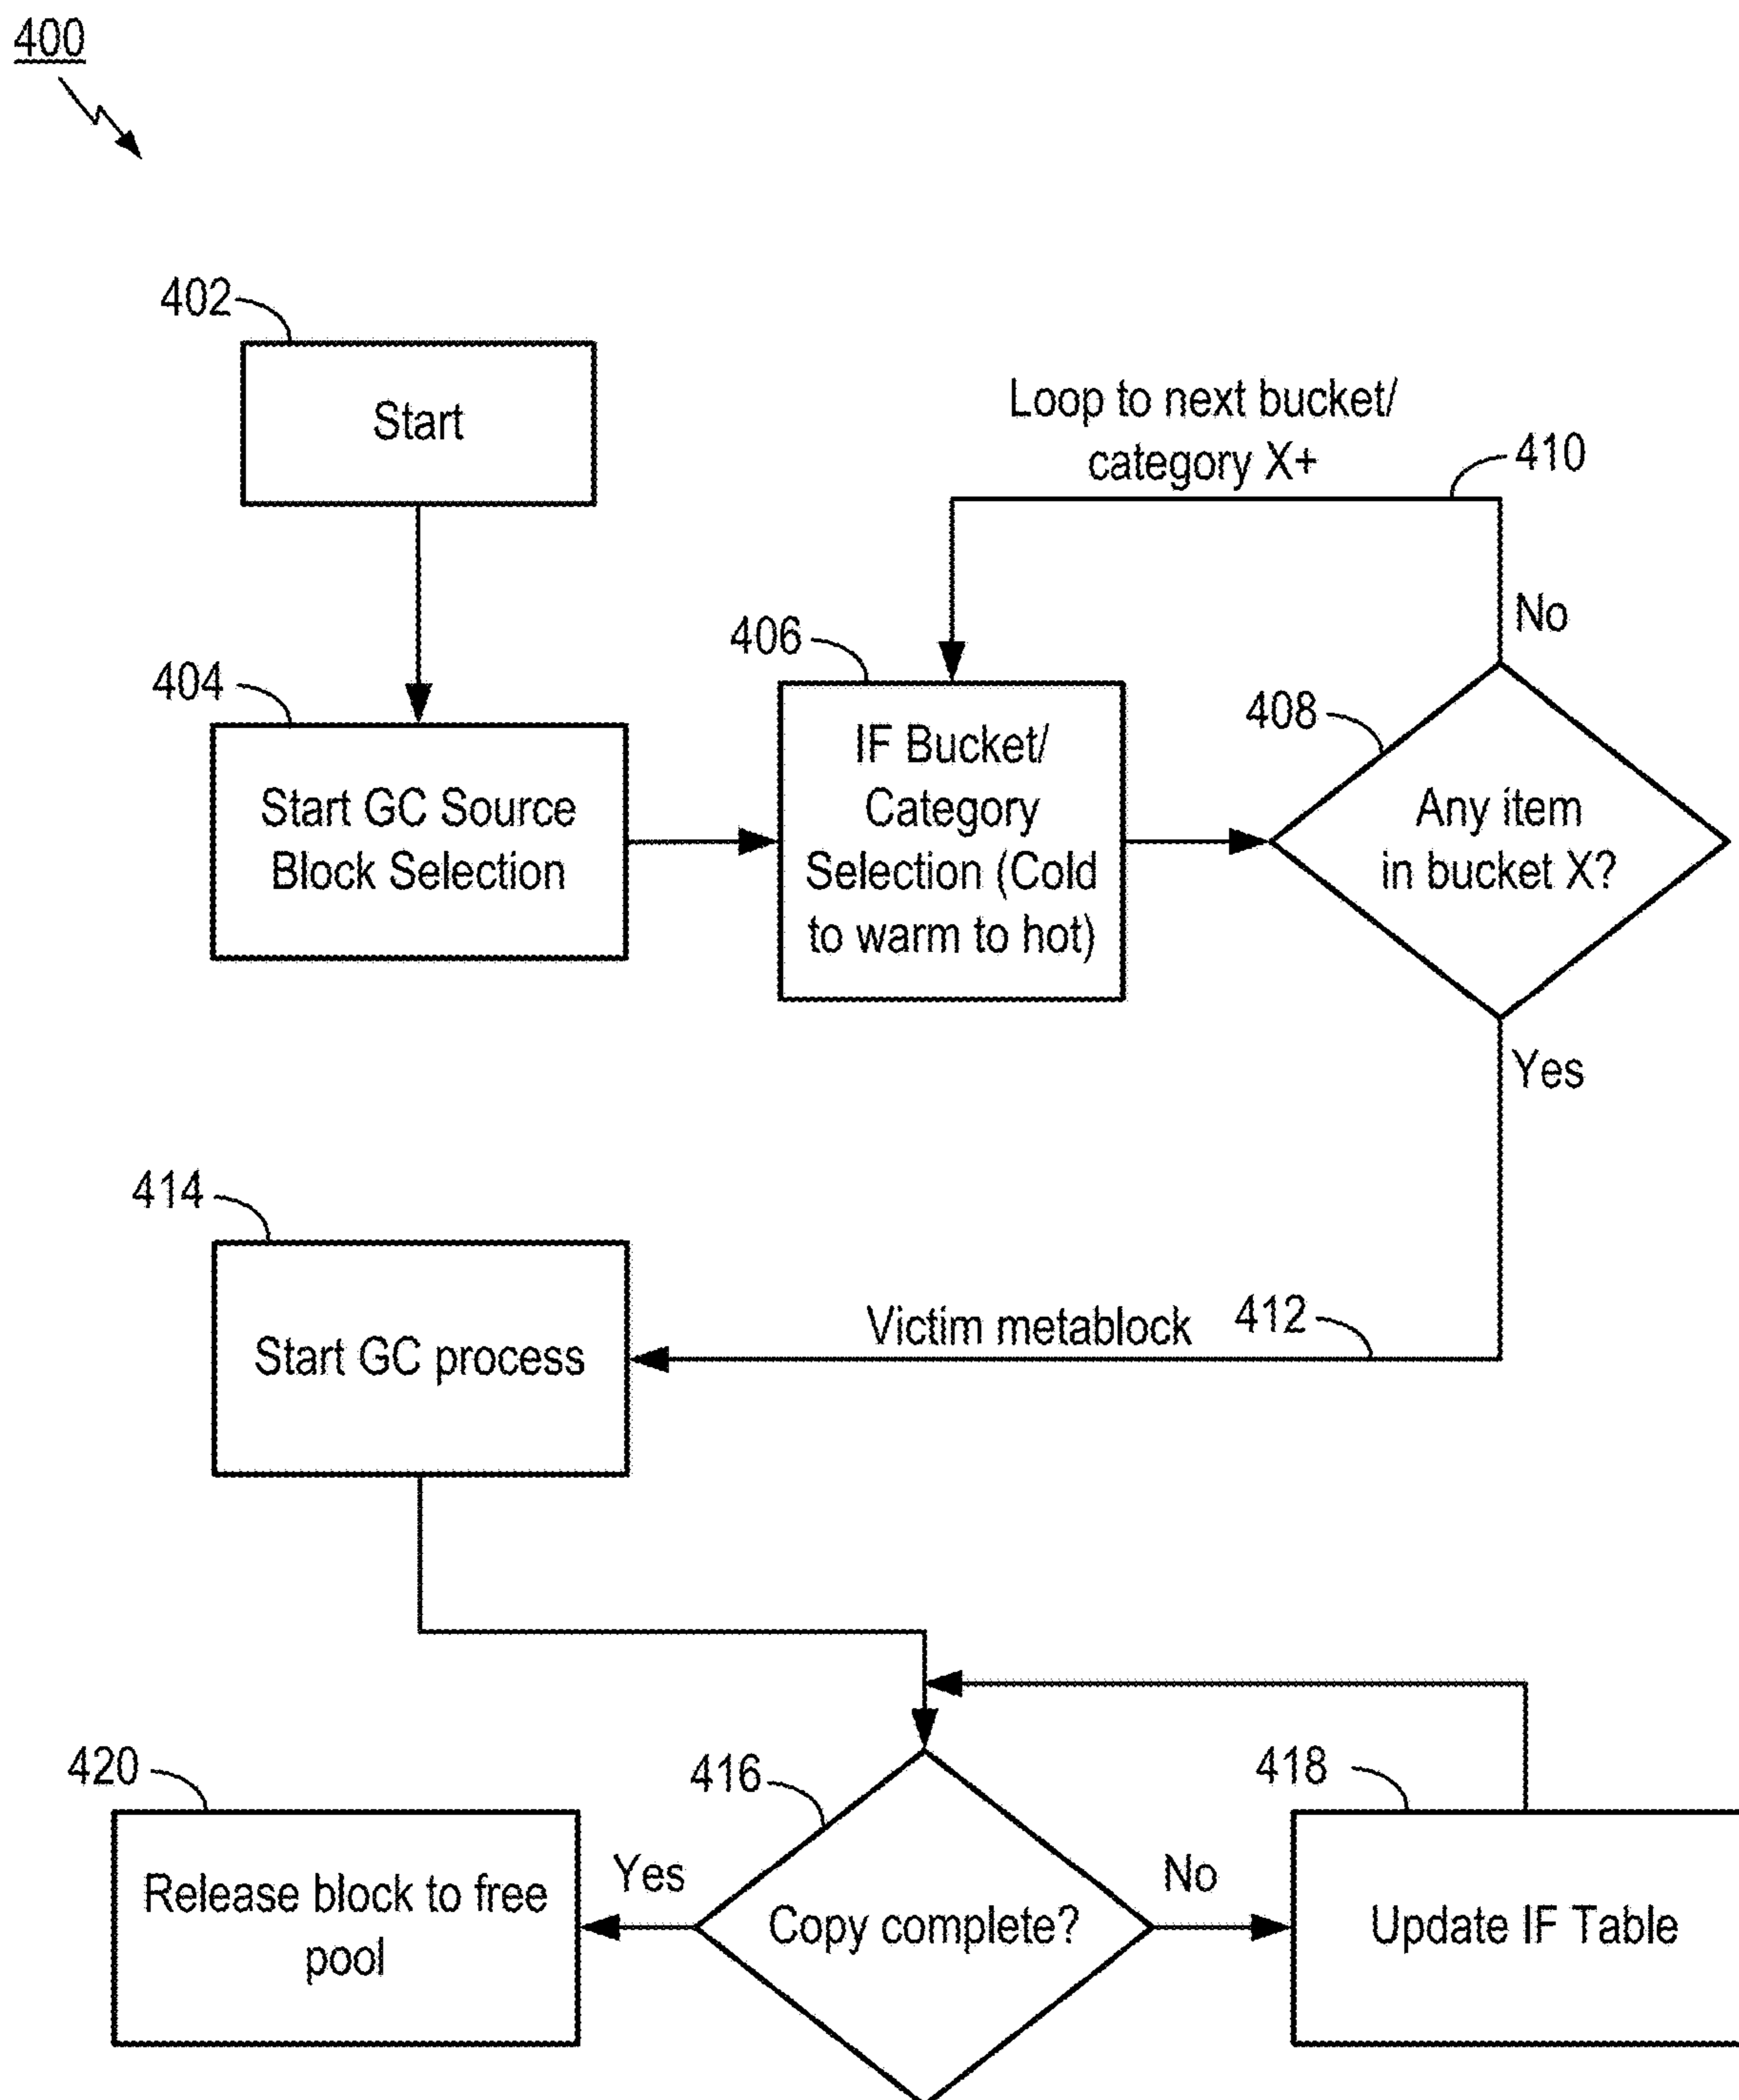 400
402
Start
Loop to next bucket/
category X+
410
No
404
Start GC Source
Block Selection
406
IF Bucket/
Category
Selection (Cold
to warm to hot)
408
Any item
in bucket X?
Yes
414
Start GC process
Victim metablock
412
420
Release block to free
pool
Yes
416
Copy complete?
No
418
Update IF Table